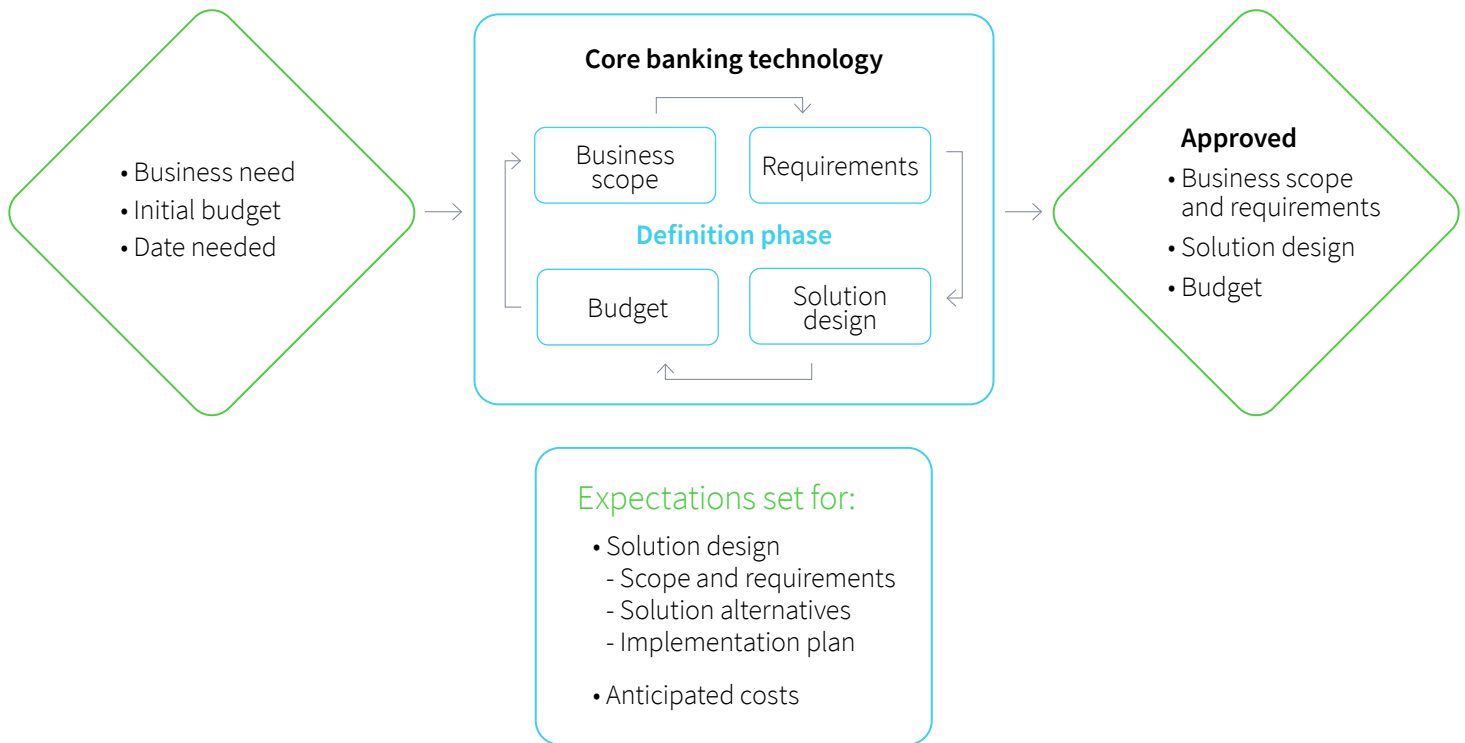 • Business need
• Initial budget
• Date needed
Core banking technology
Business
scope
Requirements
Definition phase
Budget
Solution
design
Approved
• Business scope
and requirements
• Solution design
• Budget
Expectations set for:
• Solution design
- Scope and requirements
- Solution alternatives
- Implementation plan
• Anticipated costs